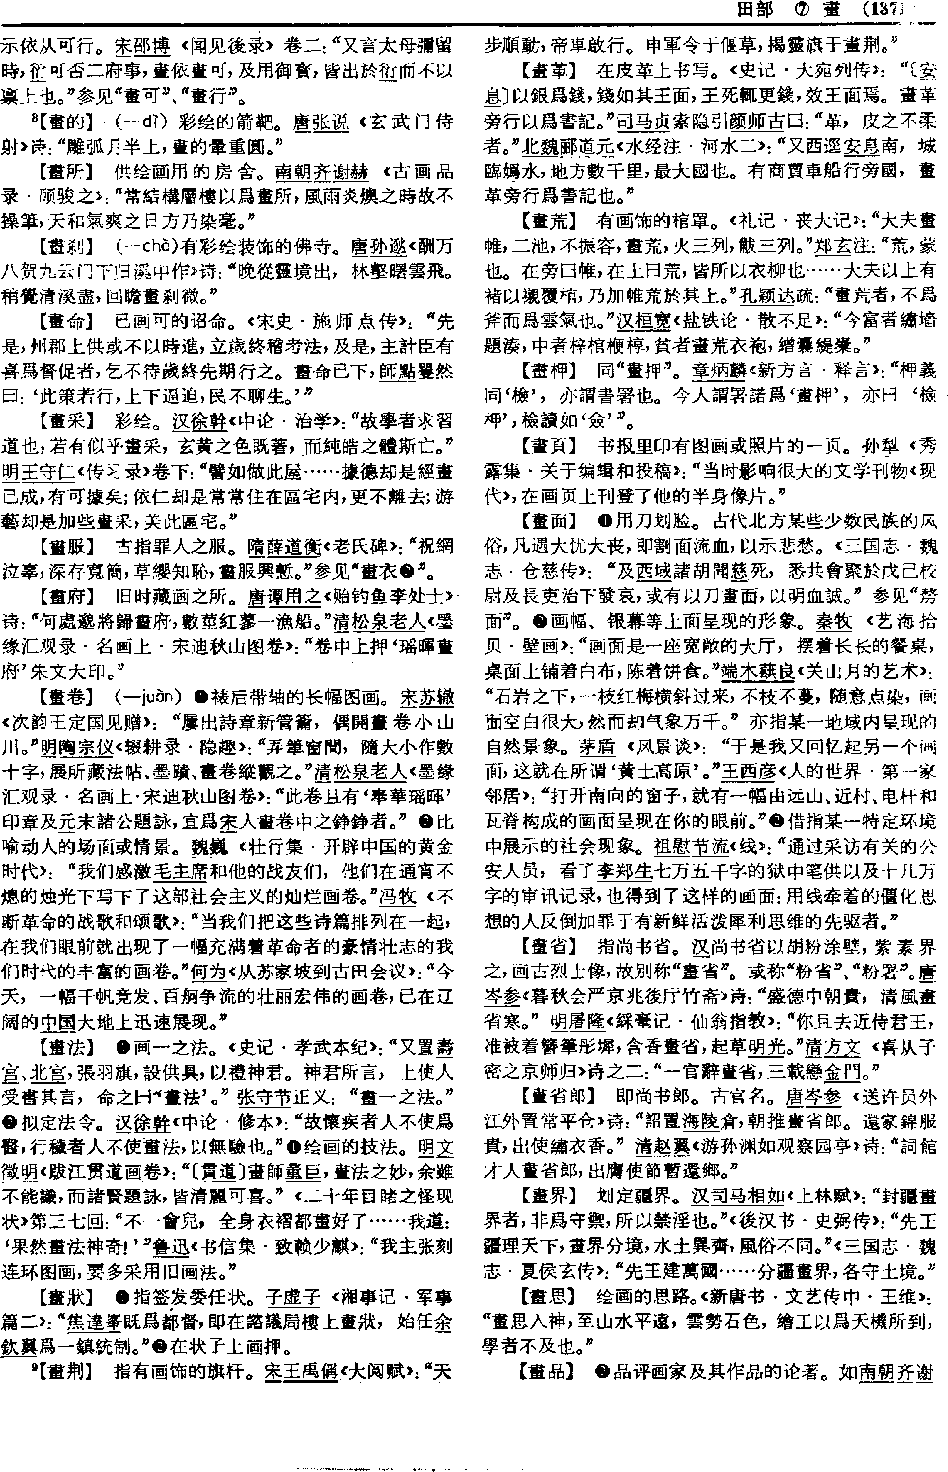 田部 ⑦ 畫 (137)
示依从可行。宋邵博《闻见後录》卷二：“又言太母彌留
時，從可否二府事，畫依畫可，及用御寳，皆出於從而不以
稟上也。”参见“畫可”、“畫行”。
⁸【畫的】（—dì）彩绘的箭靶。唐张说《玄武门侍
射》诗：“雕弧月半上，畫的暈重圆。”
【畫所】 供绘画用的房舍。南朝齐谢赫《古画品
录·顾骏之》：“常結構層樓以爲畫所，風雨炎燠之時故不
操筆，天和氣爽之日方乃染毫。”
【畫刹】（—chà）有彩绘装饰的佛寺。唐孙逖《酬万
八贺九云门下归溪中作》诗：“晚從靈境出，林壑曙雲飛。
稍覺清溪盡，回瞻畫刹微。”
【畫命】 已画可的诏命。《宋史·施师点传》：“先
是，州郡上供或不以時進，立歲終稽考法，及是，主計臣有
喜爲督促者，乞不待歲終先期行之。畫命已下，師點矍然
曰：‘此策若行，上下逼迫，民不聊生。’”
【畫采】 彩绘。汉徐幹《中论·治学》：“故學者求習
道也，若有似乎畫采，玄黄之色既著，而純皓之體斯亡。”
明王守仁《传习录》卷下：“譬如做此屋……據德却是經畫
已成，有可據矣；依仁却是常常住在區宅内，更不離去；游
藝却是加些畫采，美此區宅。”
【畫服】 古指罪人之服。隋薛道衡《老氏碑》：“祝網
泣辜，深存寬簡，草纓知恥，畫服興慙。”参见“畫衣❷”。
【畫府】 旧时藏画之所。唐谭用之《贻钓鱼李处士》
诗：“何處邈將歸畫府，數莖紅蓼一漁船。”清松泉老人《墨
缘汇观录·名画上·宋迪秋山图卷》：“卷中上押‘瑶暉畫
府’朱文大印。”
【畫卷】（—juàn）❶裱后带轴的长幅图画。宋苏辙
《次韵王定国见赠》：“屢出詩章新管籥，偶開畫卷小山
川。”明陶宗仪《辍耕录·隐趣》：“弄筆窗間，隨大小作數
十字，展所藏法帖、墨蹟、畫卷縱觀之。”清松泉老人《墨缘
汇观录·名画上·宋迪秋山图卷》：“此卷且有‘奉華瑶暉’
印章及元末諸公題詠，宜爲宋人畫卷中之錚錚者。”❷比
喻动人的场面或情景。魏巍《壮行集·开辟中国的黄金
时代》：“我们感激毛主席和他的战友们，他们在通宵不
熄的烛光下写下了这部社会主义的灿烂画卷。”冯牧《不
断革命的战歌和颂歌》：“当我们把这些诗篇排列在一起，
在我们眼前就出现了一幅充满着革命者的豪情壮志的我
们时代的丰富的画卷。”何为《从苏家坡到古田会议》：“今
天，一幅千帆竞发、百舸争流的壮丽宏伟的画卷，已在辽
阔的中国大地上迅速展现。”
【畫法】 ❶画一之法。《史记·孝武本纪》：“又置壽
宫、北宫，張羽旗，設供具，以禮神君。神君所言，上使人
受書其言，命之曰‘畫法’。”张守节正义：“畫一之法。”
❷拟定法令。汉徐幹《中论·修本》：“故懷疾者人不使爲
醫，行穢者人不使畫法，以無驗也。”❸绘画的技法。明文
徵明《跋江贯道画卷》：“〔貫道〕畫師董巨，畫法之妙，余雖
不能識，而諸賢題詠，皆清麗可喜。”《二十年目睹之怪现
状》第三七回：“不一會兒，全身衣褶都畫好了……我道：
‘果然畫法神奇！’”鲁迅《书信集·致赖少麒》：“我主张刻
连环图画，要多采用旧画法。”
【畫狀】 ❶指签发委任状。子虚子《湘事记·军事
篇二》：“焦達峯既爲都督，即在諮議局樓上畫狀，始任余
欽翼爲一鎮統制。”❷在状子上画押。
⁹【畫荆】 指有画饰的旗杆。宋王禹偁《大阅赋》：“天
步順動，帝車啟行。申軍令于偃草，揭靈旗于畫荆。”
【畫革】 在皮革上书写。《史记·大宛列传》：“〔安
息〕以銀爲錢，錢如其王面，王死輒更錢，效王面焉。畫革
旁行以爲書記。”司马贞索隐引颜师古曰：“革，皮之不柔
者。”北魏郦道元《水经注·河水二》：“又西逕安息南，城
臨嬀水，地方數千里，最大國也。有商賈車船行旁國，畫
革旁行爲書記也。”
【畫荒】 有画饰的棺罩。《礼记·丧大记》：“大夫畫
帷，二池，不振容，畫荒，火三列，黻三列。”郑玄注：“荒，蒙
也。在旁曰帷，在上曰荒，皆所以衣柳也……大夫以上有
褚以襯覆棺，乃加帷荒於其上。”孔颖达疏：“畫荒者，不爲
斧而爲雲氣也。”汉桓宽《盐铁论·散不足》：“今富者繡墙
題湊，中者梓棺楩椁，貧者畫荒衣袍，繒囊緹橐。”
【畫柙】 同“畫押”。章炳麟《新方言·释言》：“柙義
同‘檢’，亦謂書署也。今人謂署諾爲‘畫柙’，亦曰‘檢
柙’；檢讀如‘僉’。”
【畫頁】 书报里印有图画或照片的一页。孙犁《秀
露集·关于编辑和投稿》：“当时影响很大的文学刊物《现
代》，在画页上刊登了他的半身像片。”
【畫面】 ❶用刀划脸。古代北方某些少数民族的风
俗，凡遇大忧大丧，即割面流血，以示悲愁。《三国志·魏
志·仓慈传》：“及西域諸胡聞慈死，悉共會聚於戊己校
尉及長吏治下發哀，或有以刀畫面，以明血誠。”参见“剺
面”。❷画幅、银幕等上面呈现的形象。秦牧《艺海拾
贝·壁画》：“画面是一座宽敞的大厅，摆着长长的餐桌，
桌面上铺着白布，陈着饼食。”端木蕻良《关山月的艺术》：
“石岩之下，一枝红梅横斜过来，不枝不蔓，随意点染，画
面空白很大，然而却气象万千。”亦指某一地域内呈现的
自然景象。茅盾《风景谈》：“于是我又回忆起另一个画
面，这就在所谓‘黄土高原’。”王西彦《人的世界·第一家
邻居》：“打开南向的窗子，就有一幅由远山、近村、电杆和
瓦脊构成的画面呈现在你的眼前。”❸借指某一特定环境
中展示的社会现象。祖慰节流《线》：“通过采访有关的公
安人员，看了李郑生七万五千字的狱中笔供以及十几万
字的审讯记录，也得到了这样的画面：用线牵着的僵化思
想的人反倒加罪于有新鲜活泼犀利思维的先驱者。”
【畫省】 指尚书省。汉尚书省以胡粉涂壁，紫素界
之，画古烈士像，故别称“畫省”。或称“粉省”、“粉署”。唐
岑参《暮秋会严京兆後厅竹斋》诗：“盛德中朝貴，清風畫
省寒。”明屠隆《綵毫记·仙翁指教》：“你且去近侍君王，
准被着簪筆彤墀，含香畫省，起草明光。”清方文《喜从子
密之京师归》诗之二：“一官辭畫省，三載戀金門。”
【畫省郎】 即尚书郎。古官名。唐岑参《送许员外
江外置常平仓》诗：“詔置海陵倉，朝推畫省郎。還家錦服
貴，出使繡衣香。”清赵翼《游孙渊如观察园亭》诗：“詞館
才人畫省郎，出膺使節暫還鄉。”
【畫界】 划定疆界。汉司马相如《上林赋》：“封疆畫
界者，非爲守禦，所以禁淫也。”《後汉书·史弼传》：“先王
疆理天下，畫界分境，水土異齊，風俗不同。”《三国志·魏
志·夏侯玄传》：“先王建萬國……分疆畫界，各守土境。”
【畫思】 绘画的思路。《新唐书·文艺传中·王维》：
“畫思入神，至山水平遠，雲勢石色，繪工以爲天機所到，
學者不及也。”
【畫品】 ❶品评画家及其作品的论著。如南朝齐谢